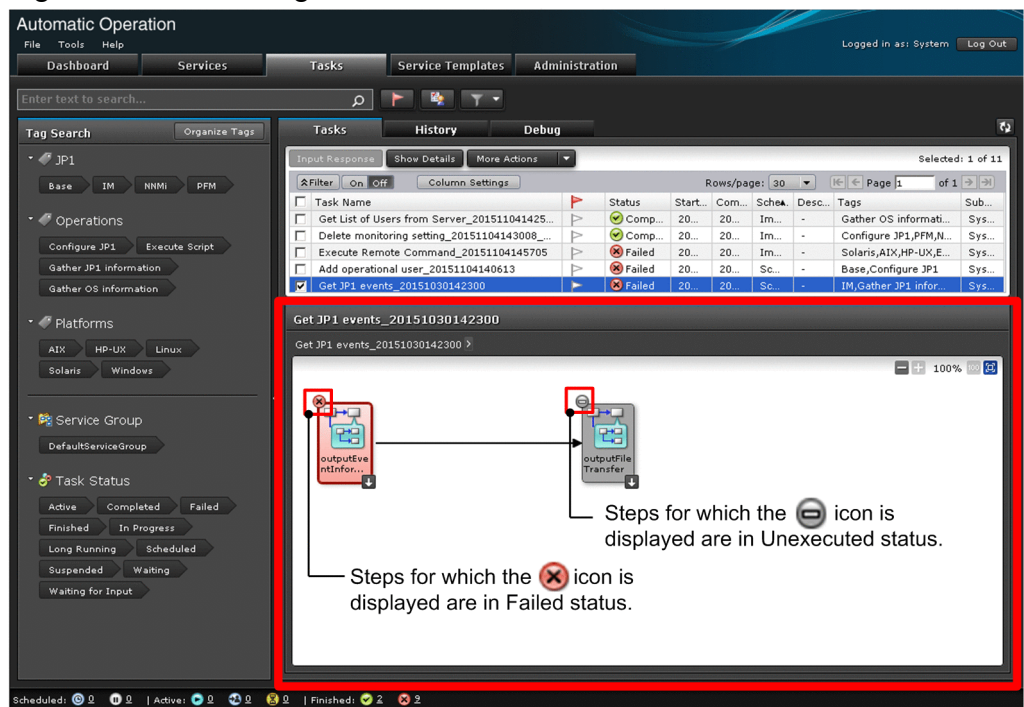 Automatic Operation
File Tools Help
Logged in as: System Log Out
Dashboard Services Tasks Service Templates Administration
Enter text to search...
Tag Search Organize Tags
JP1
Base IM NNMi PFM
Operations
Configure JP1 Execute Script
Gather JP1 information
Gather OS information
Platforms
AIX HP-UX Linux
Solaris Windows
Service Group
DefaultServiceGroup
Task Status
Active Completed Failed
Finished In Progress
Long Running Scheduled
Suspended Waiting
Waiting for Input
Tasks History Debug
Input Response Show Details More Actions Selected: 1 of 11
Filter On Off Column Settings Rows/page: 30 Page 1 of 1
Task Name Status Start... Com... Sche... Desc... Tags Sub...
Get List of Users from Server_201511041425... Comp... 20... 20... Im... - Gather OS informati... Sys...
Delete monitoring setting_20151104143008_... Comp... 20... 20... Im... - Configure JP1,PFM,N... Sys...
Execute Remote Command_20151104145705 Failed 20... 20... Im... - Solaris,AIX,HP-UX,E... Sys...
Add operational user_20151104140613 Failed 20... 20... Sc... - Base,Configure JP1 Sys...
Get JP1 events_20151030142300 Failed 20... 20... Sc... - IM,Gather JP1 infor... Sys...
Get JP1 events_20151030142300
Get JP1 events_20151030142300 >
100% 100
outputEve
ntInfor...
outputFile
Transfer
Steps for which the icon is
displayed are in Unexecuted status.
Steps for which the icon is
displayed are in Failed status.
Scheduled: 0 0 | Active: 0 0 0 | Finished: 2 9